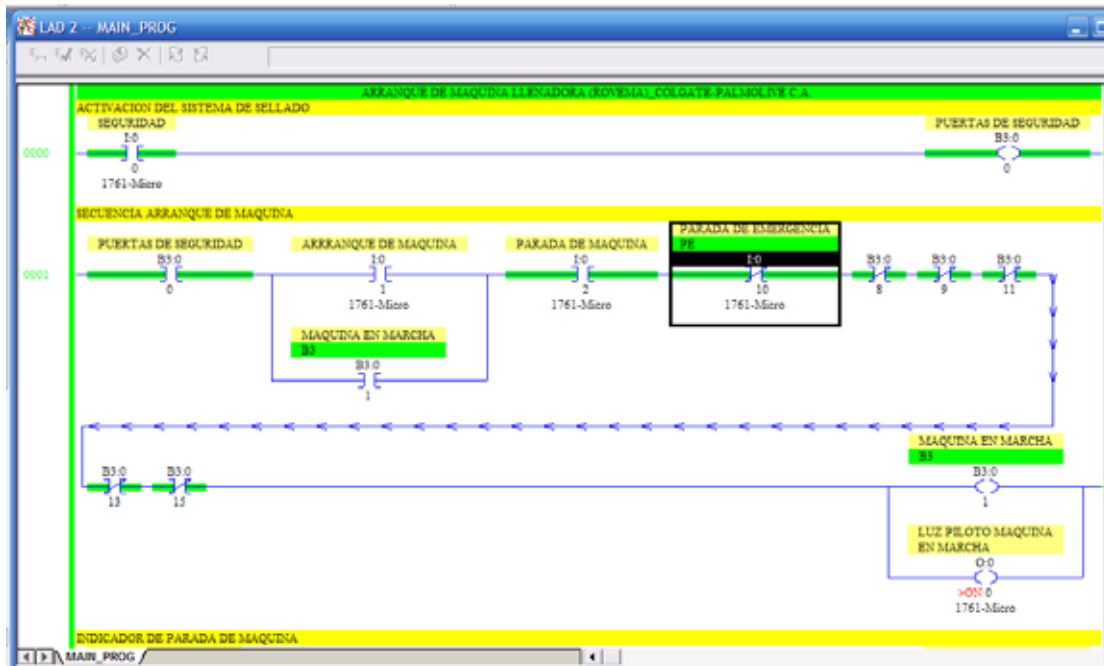 LAD 2 -- MAIN_PROG
ARRANQUE DE MAQUINA LLENADORA (ROVEMA)_COLGATE-PALMOLIVE C.A.
ACTIVACION DEL SISTEMA DE SELLADO
SEGURIDAD PUERTAS DE SEGURIDAD
I:0 B3:0
0000
0 0
1761-Micro
SECUENCIA ARRANQUE DE MAQUINA
PUERTAS DE SEGURIDAD ARRRANQUE DE MAQUINA PARADA DE MAQUINA PARADA DE EMERGENCIA
PE
B3:0 I:0 I:0 I:0 B3:0 B3:0 B3:0
0001
0 1 2 10 8 9 11
1761-Micro 1761-Micro 1761-Micro
MAQUINA EN MARCHA
B3
B3:0
1
MAQUINA EN MARCHA
B3
B3:0 B3:0 B3:0
13 15 1
LUZ PILOTO MAQUINA
EN MARCHA
O:0
>ON 0
1761-Micro
INDICADOR DE PARADA DE MAQUINA
MAIN_PROG